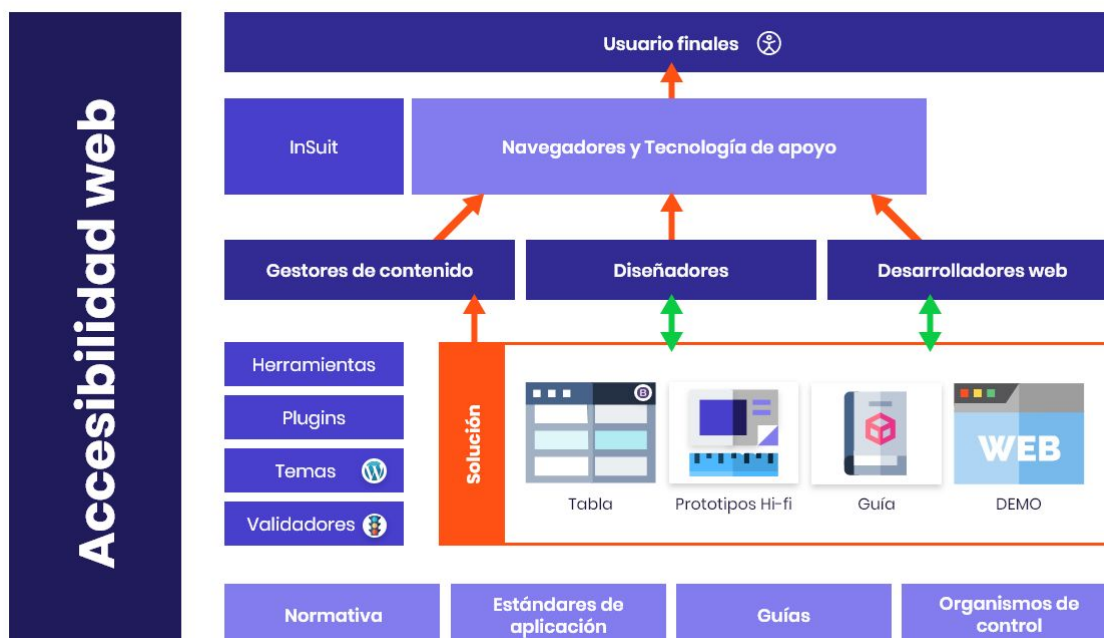 Accesibilidad web
Usuario finales
InSuit
Navegadores y Tecnología de apoyo
Gestores de contenido
Diseñadores
Desarrolladores web
Herramientas
Plugins
Temas
Validadores
Solución
B
WEB
Tabla
Prototipos Hi-fi
Guía
DEMO
Normativa
Estándares de
aplicación
Guías
Organismos de
control